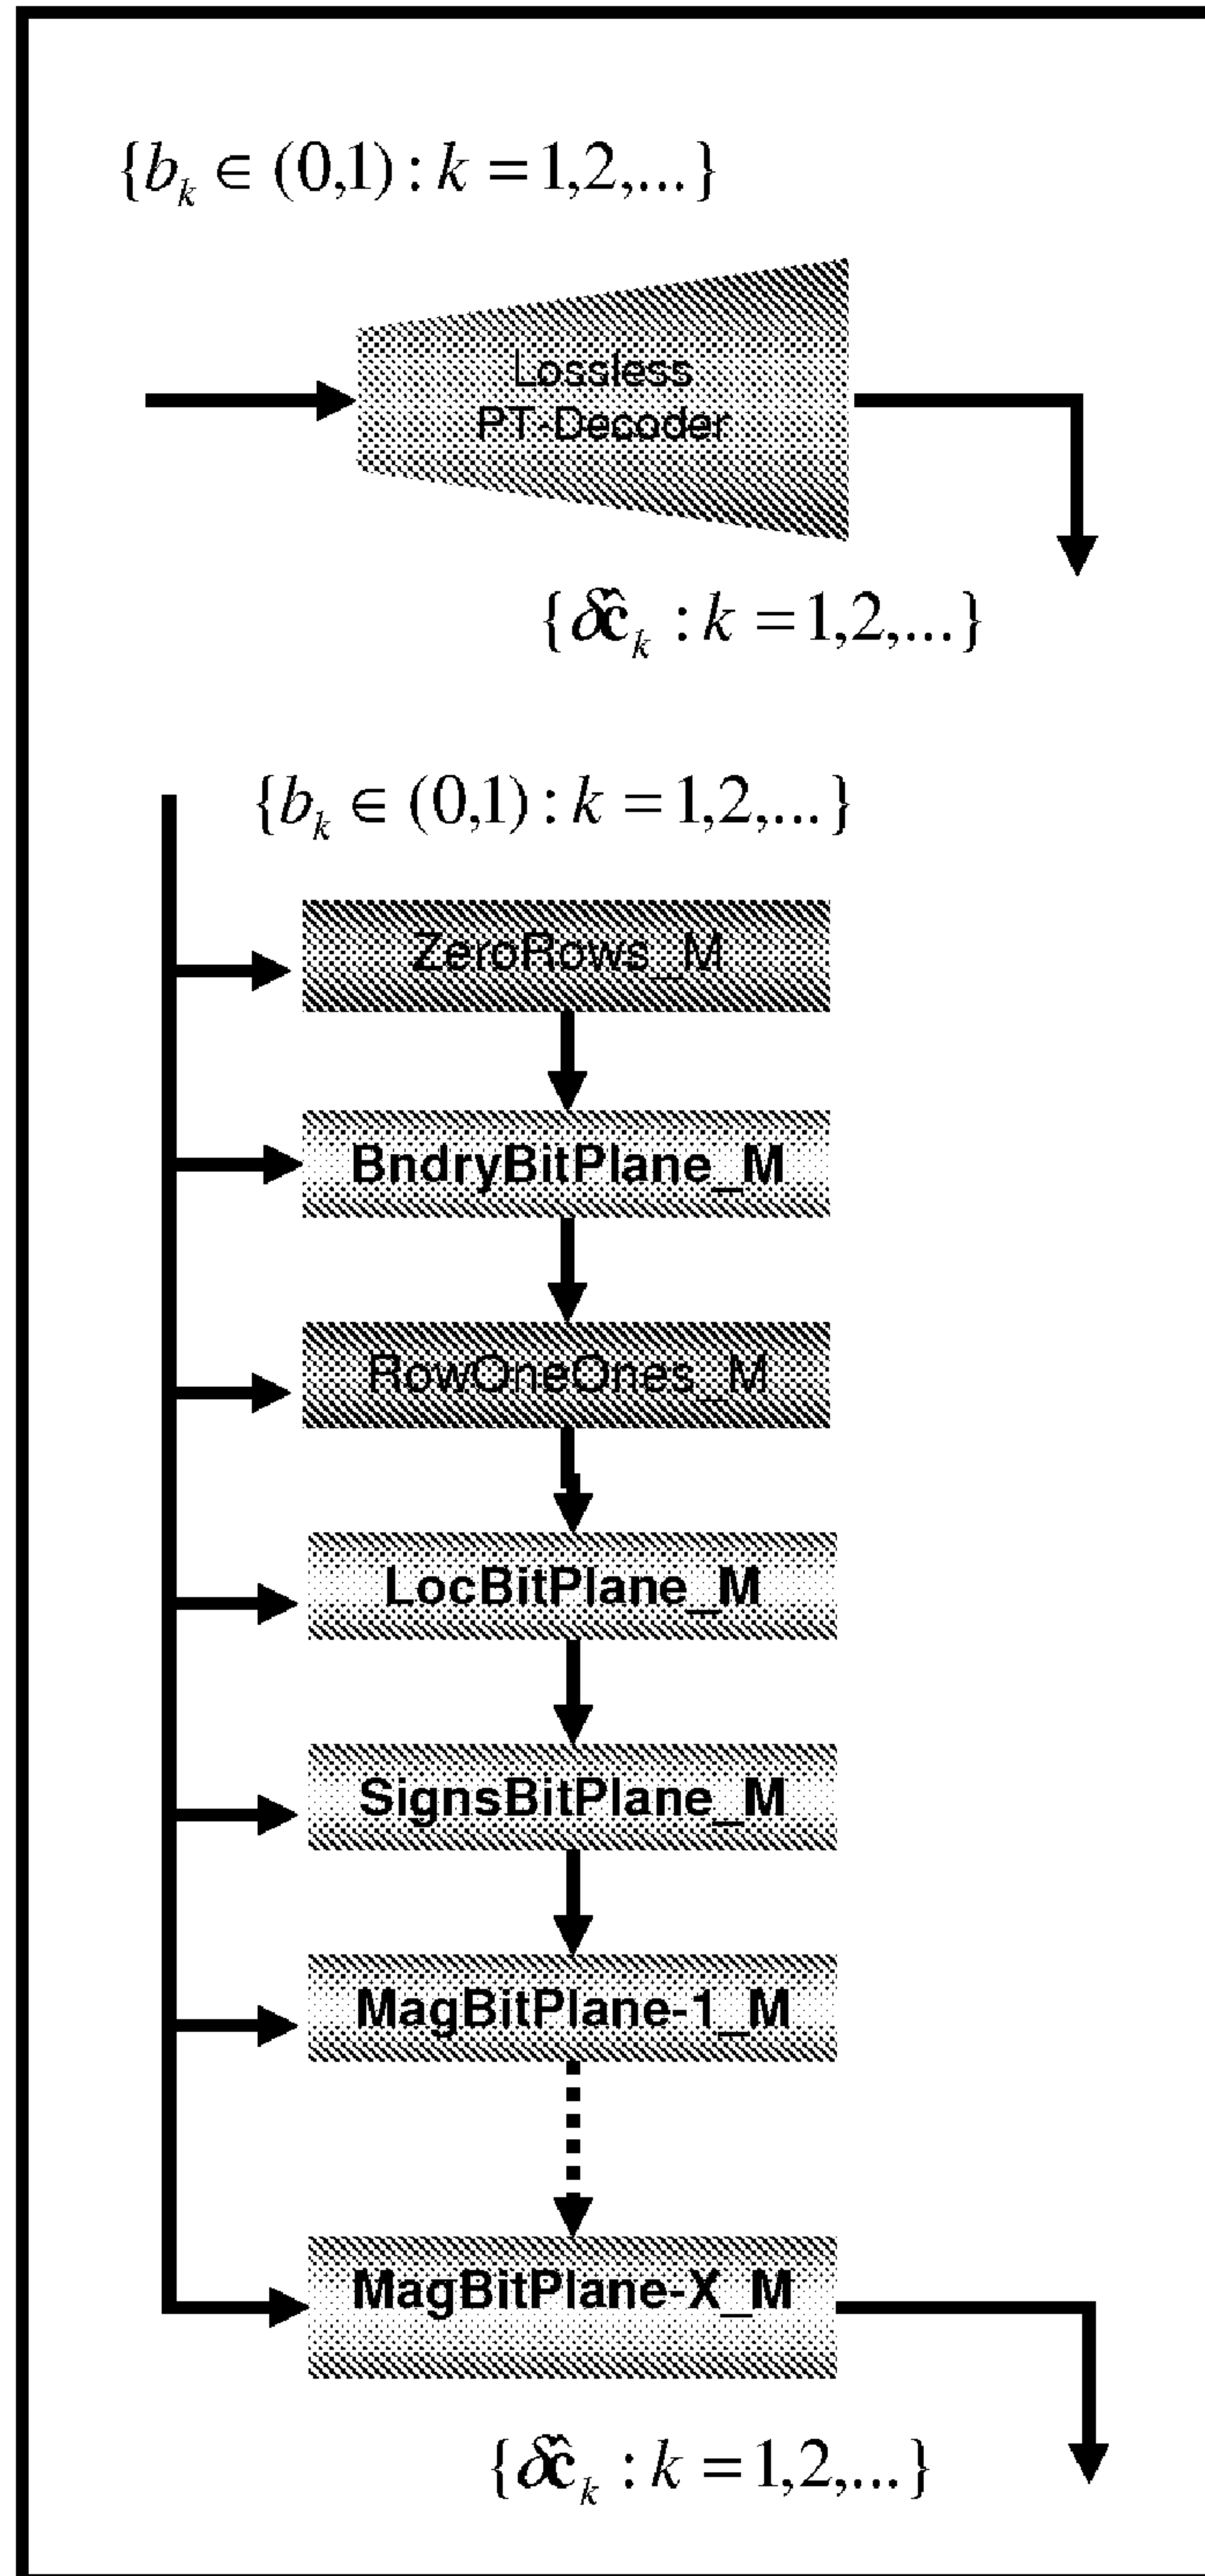 {b_k ∈ (0,1) : k = 1,2,...}
Lossless
PT-Decoder
{δĉ_k : k = 1,2,...}
{b_k ∈ (0,1) : k = 1,2,...}
ZeroRows_M
BndryBitPlane_M
RowOneOnes_M
LocBitPlane_M
SignsBitPlane_M
MagBitPlane-1_M
MagBitPlane-X_M
{δĉ_k : k = 1,2,...}